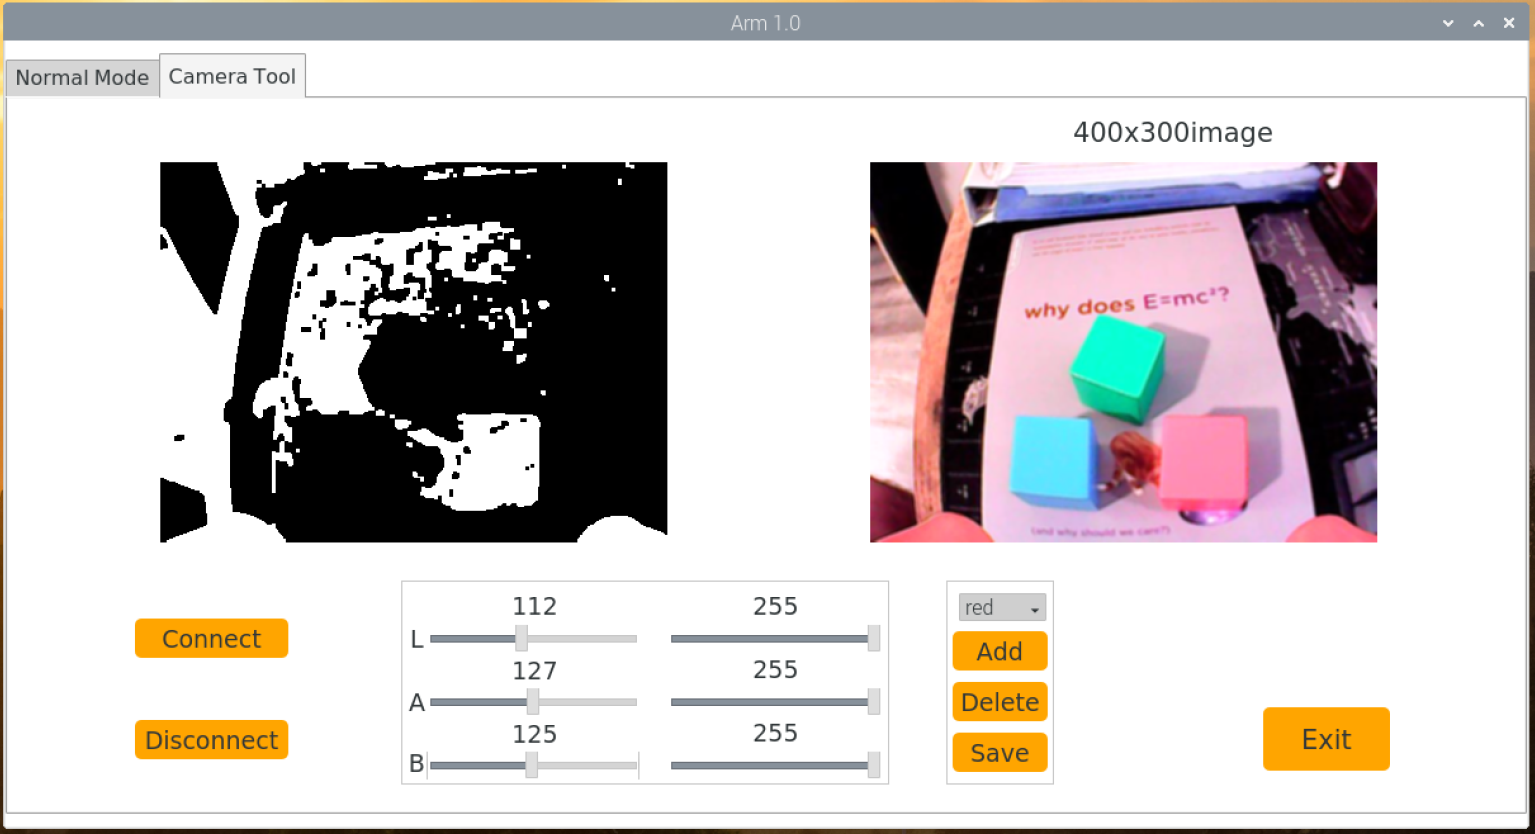 Arm 1.0
Normal Mode
Camera Tool
400x300image
why does E=mc²?
(and why should we care?)
112 255
L
127 255
A
125 255
B
Connect
Disconnect
red
Add
Delete
Save
Exit